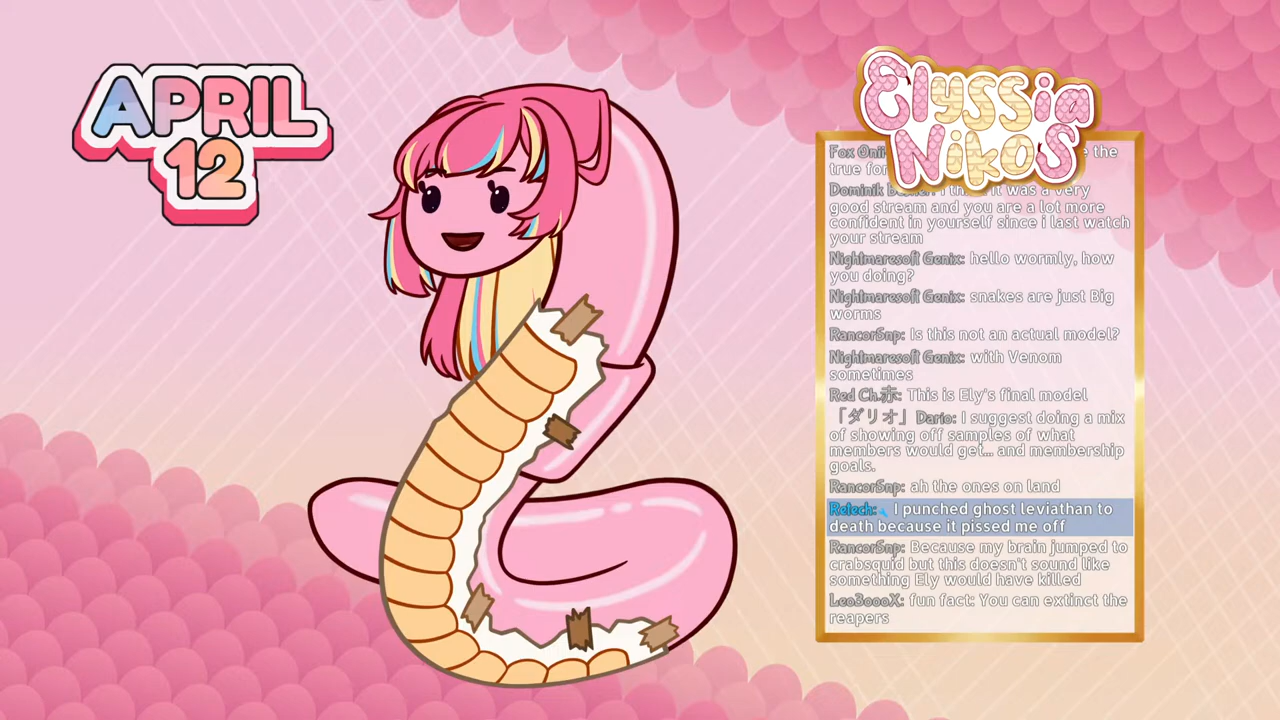 APRIL
12
Elyssia
Nikos
Fox Onii the
true for
Dominik it was a very
good stream and you are a lot more
confident in yourself since i last watch
your stream
Nightmaresoft Genix: hello wormly, how
you doing?
Nightmaresoft Genix: snakes are just Big
worms
RancorSnp: Is this not an actual model?
Nightmaresoft Genix: with Venom
sometimes
Red Ch.赤: This is Ely's final model
「ダリオ」 Dario: I suggest doing a mix
of showing off samples of what
members would get... and membership
goals.
RancorSnp: ah the ones on land
Relech: I punched ghost leviathan to
death because it pissed me off
RancorSnp: Because my brain jumped to
crabsquid but this doesn't sound like
something Ely would have killed
Leo3oooX: fun fact: You can extinct the
reapers